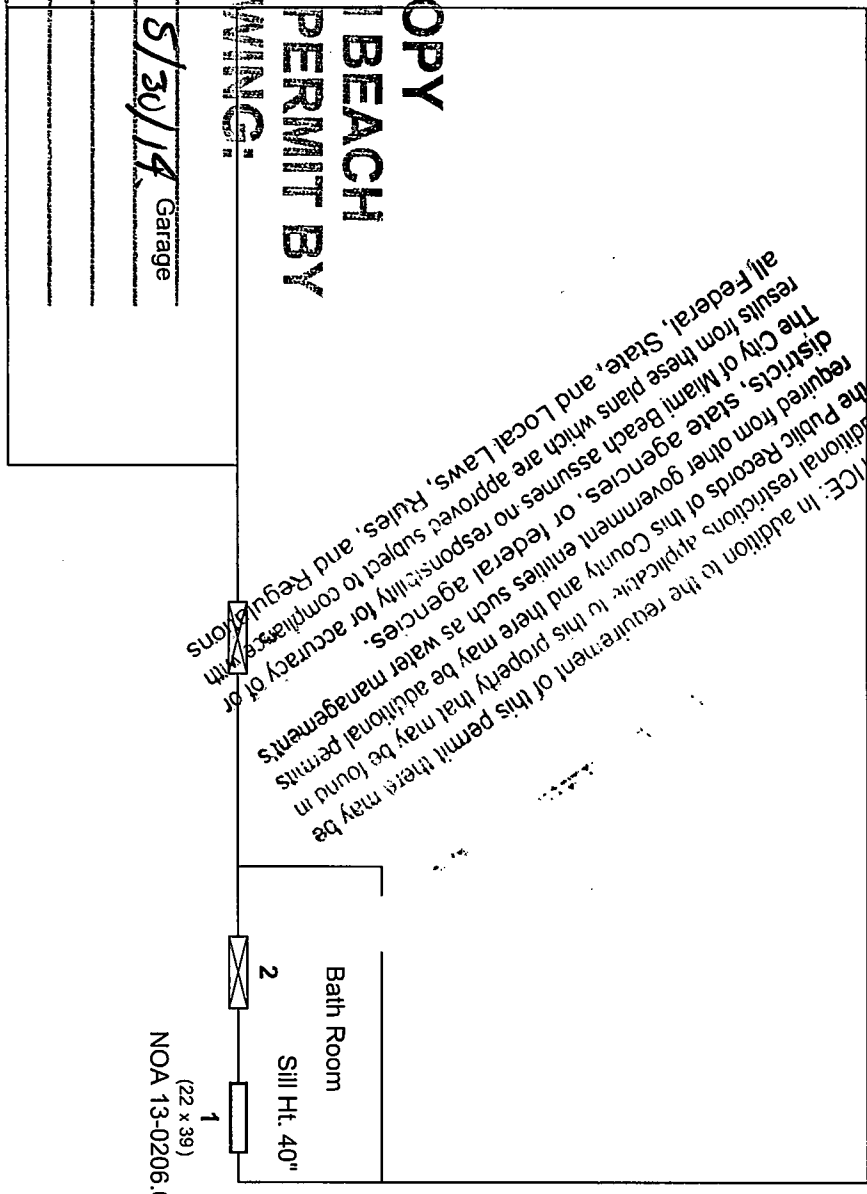 OPY
BEACH
PERMIT BY
WING:
5/30/14
Garage
ICE: In addition to the requirement of this permit there may be
dditional restrictions applicable to this property that may be found in
the Public Records of this County and there may be additional permits
required from other government entities such as water management's
districts, state agencies, or federal agencies.
The City of Miami Beach assumes no responsibility for accuracy of or
results from these plans which are approved subject to compliance with
all Federal, State, and Local Laws, Rules, and Regulations
Bath Room
Sill Ht. 40"
2
1
(22 x 39)
NOA 13-0206.